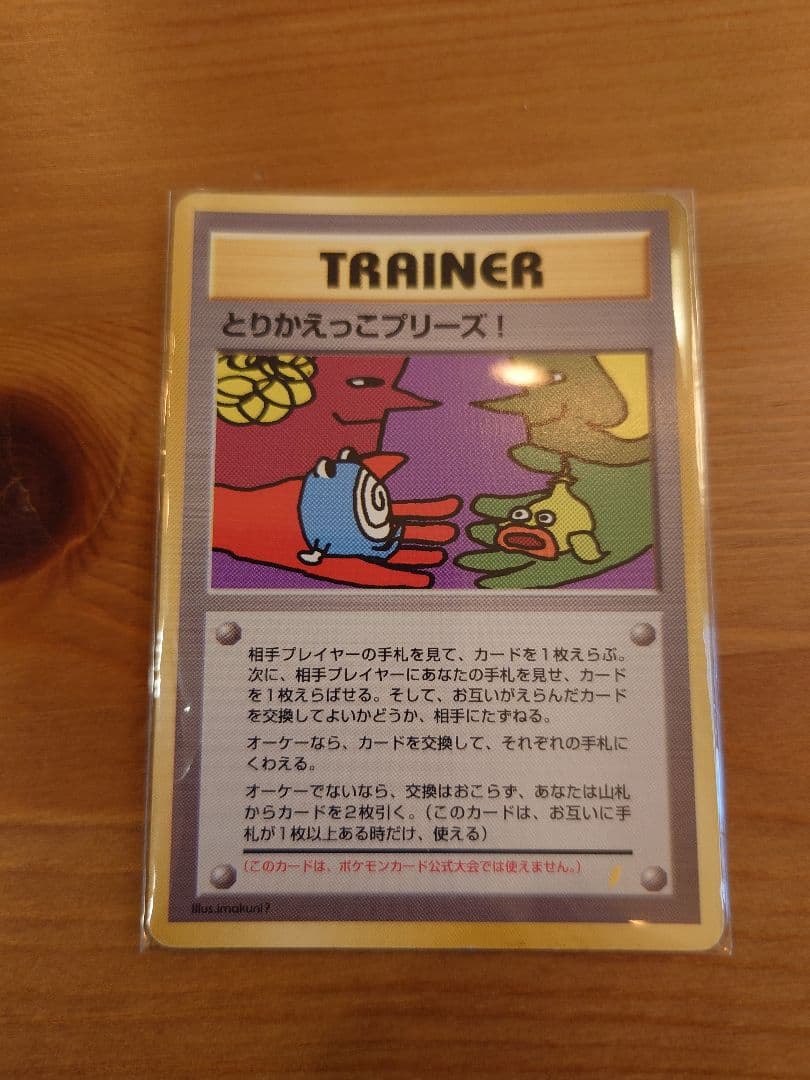 TRAINER
とりかえっこプリーズ！
相手プレイヤーの手札を見て、カードを1枚えらぶ。
次に、相手プレイヤーにあなたの手札を見せ、カード
を1枚えらばせる。そして、お互いがえらんだカード
を交換してよいかどうか、相手にたずねる。
オーケーなら、カードを交換して、それぞれの手札に
くわえる。
オーケーでないなら、交換はおこらず、あなたは山札
からカードを2枚引く。（このカードは、お互いに手
札が1枚以上ある時だけ、使える）
（このカードは、ポケモンカード公式大会では使えません。）
Illus.imakuni?